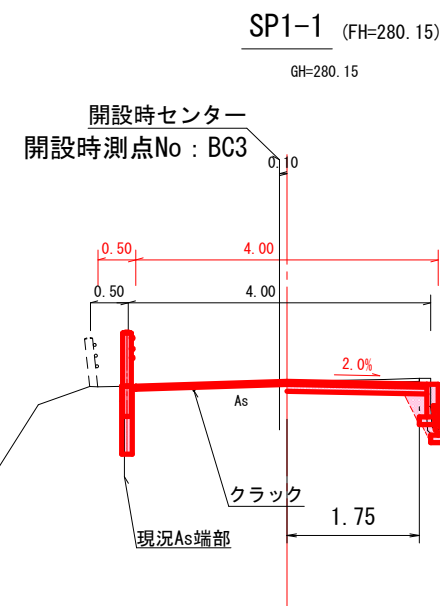 SP1-1 (FH=280.15)
GH=280.15
開設時センター
開設時測点No：BC3
0.10
0.50 4.00
0.50 4.00
2.0%
As
クラック
1.75
現況As端部